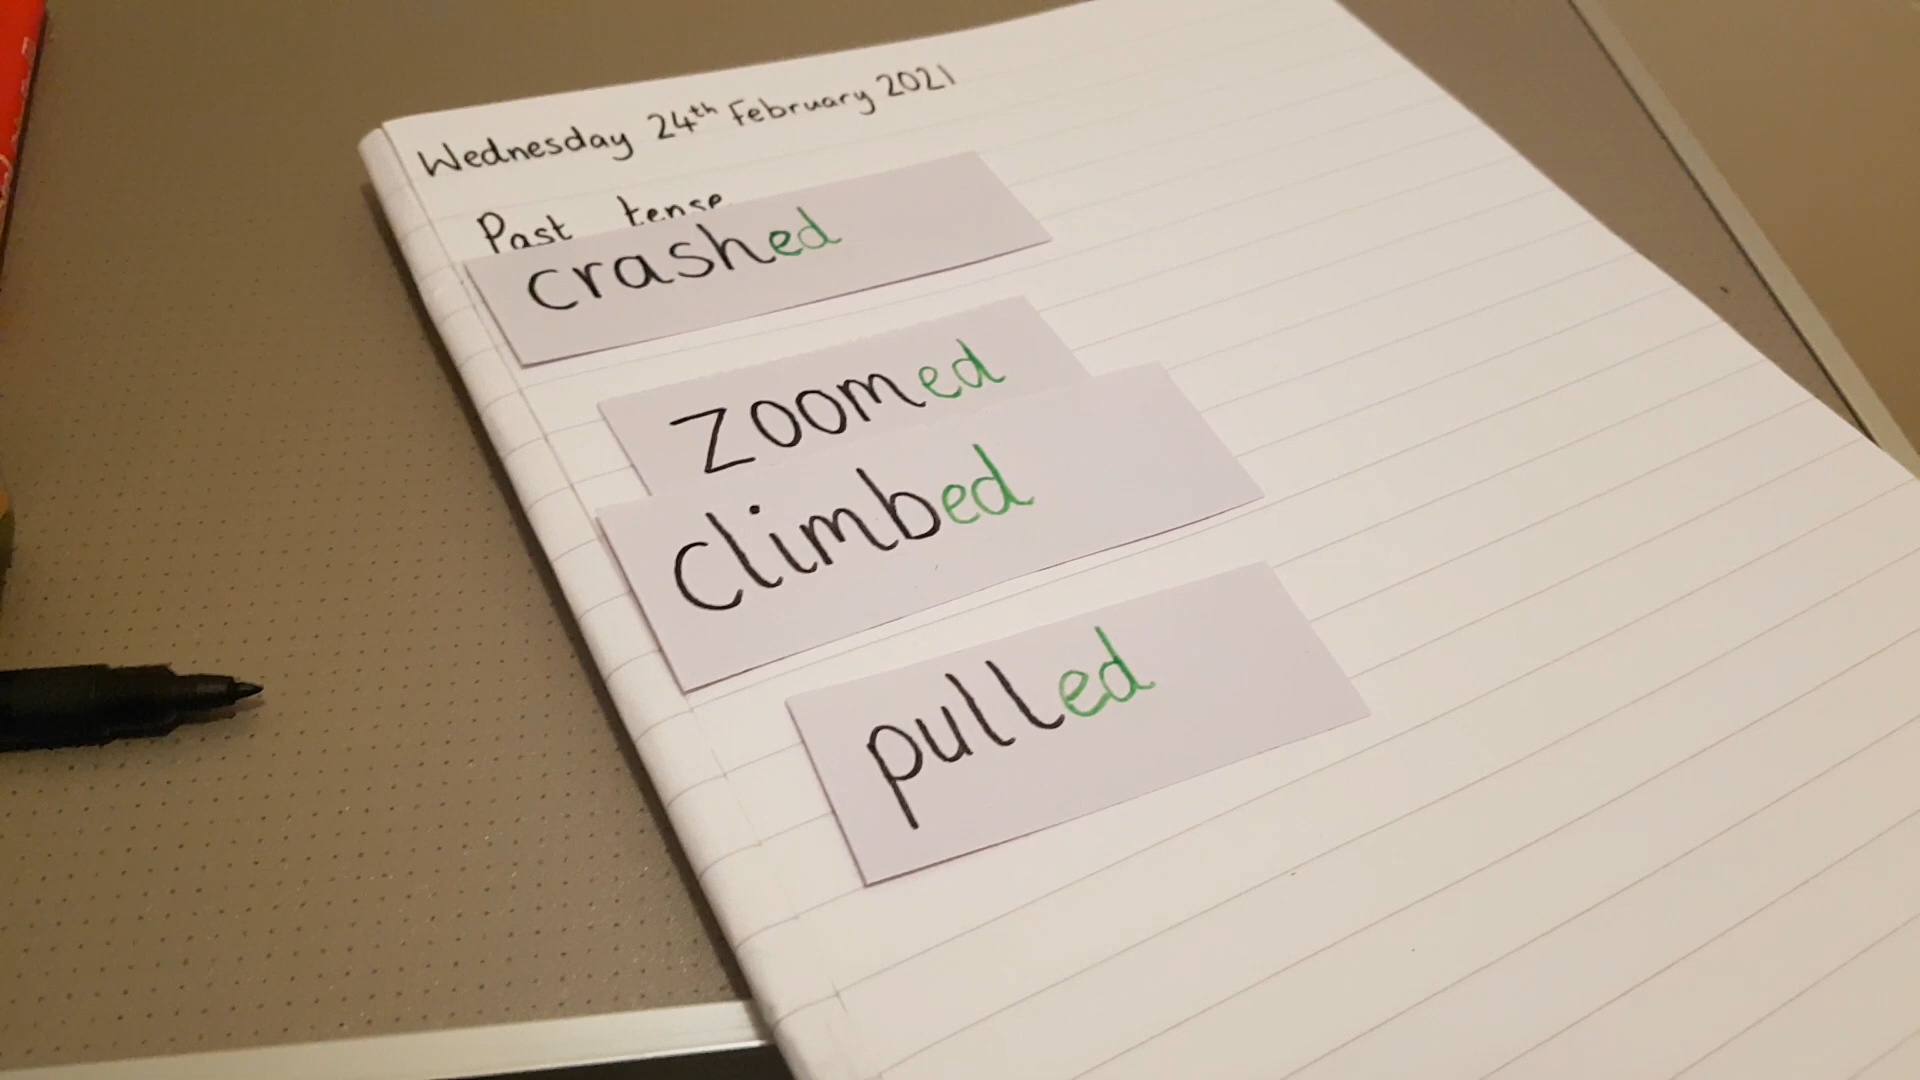 Wednesday 24th February 2021
Past tense
crashed
zoomed
climbed
pulled